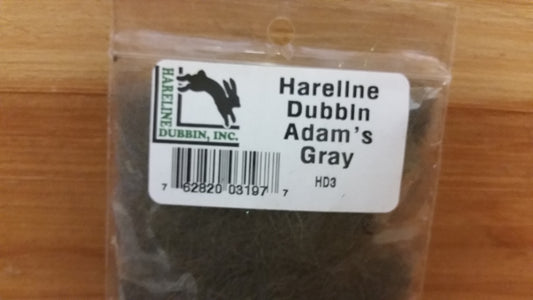 HARELINE
DUBBIN, INC.
Hareline
Dubbin
Adam's
Gray
HD3
7 62820 03197 7